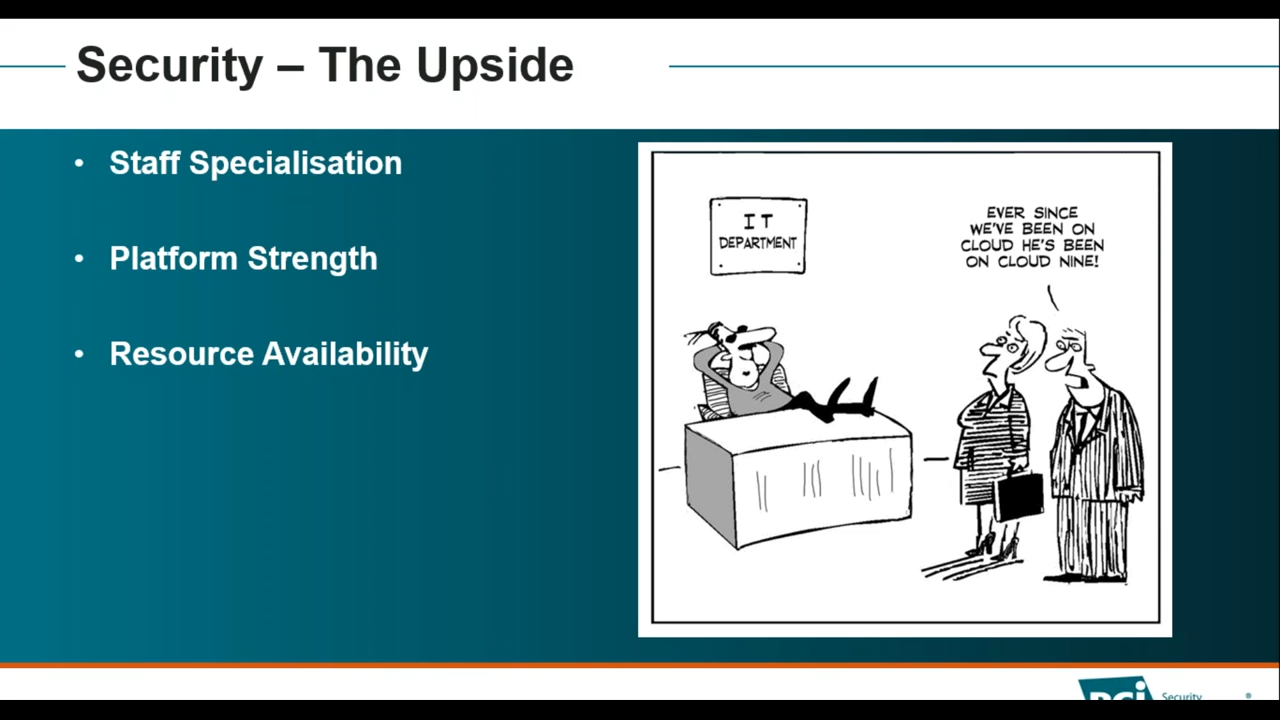 Security – The Upside
• Staff Specialisation
• Platform Strength
• Resource Availability
IT
DEPARTMENT
EVER SINCE
WE'VE BEEN ON
CLOUD HE'S BEEN
ON CLOUD NINE!
Security
®